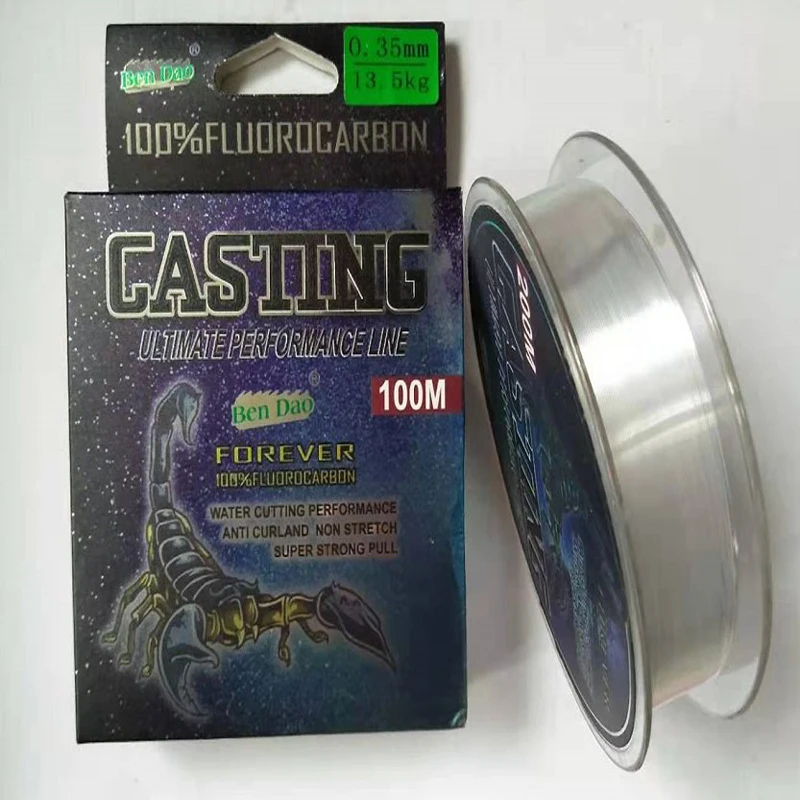 Ben Dao®
0.35mm
13.5kg
100%FLUOROCARBON
CASTING
ULTIMATE PERFORMANCE LINE
100M
Ben Dao®
FOREVER
100%FLUOROCARBON
WATER CUTTING PERFORMANCE
ANTI CURLAND NON STRETCH
SUPER STRONG PULL
200M
CASTING